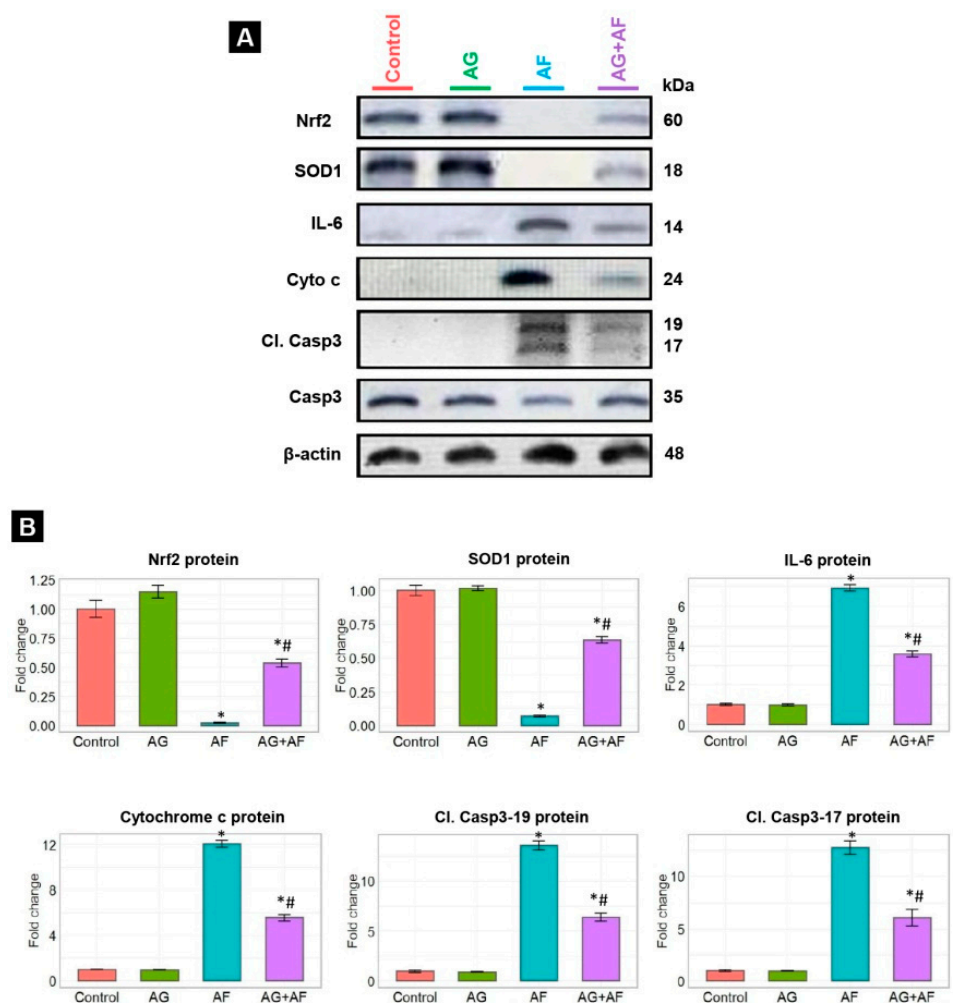 A
Control
AG
AF
AG+AF
kDa
Nrf2
60
SOD1
18
IL-6
14
Cyto c
24
Cl. Casp3
19
17
Casp3
35
β-actin
48
B
Nrf2 protein
Fold change
1.25
1.00
0.75
0.50
0.25
0.00
*
*#
Control AG AF AG+AF
SOD1 protein
Fold change
1.00
0.75
0.50
0.25
0.00
*
*#
Control AG AF AG+AF
IL-6 protein
Fold change
6
4
2
0
*
*#
Control AG AF AG+AF
Cytochrome c protein
Fold change
12
8
4
0
*
*#
Control AG AF AG+AF
Cl. Casp3-19 protein
Fold change
10
5
0
*
*#
Control AG AF AG+AF
Cl. Casp3-17 protein
Fold change
10
5
0
*
*#
Control AG AF AG+AF